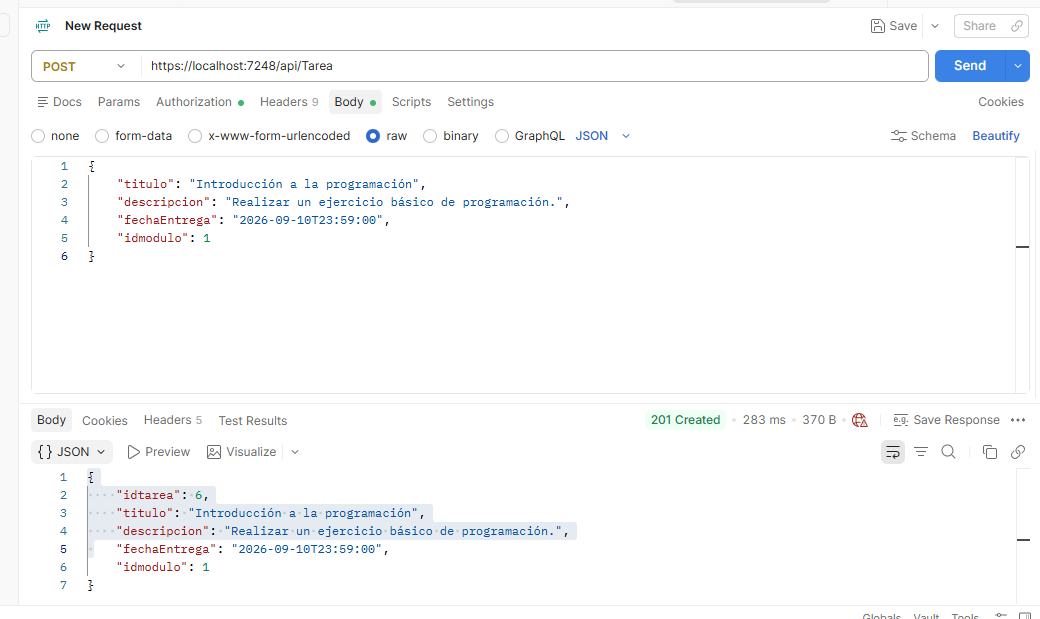 HTTP New Request Save Share
POST https://localhost:7248/api/Tarea Send
Docs Params Authorization Headers 9 Body Scripts Settings Cookies
none form-data x-www-form-urlencoded raw binary GraphQL JSON Schema Beautify
1 {
2 "titulo": "Introducción a la programación",
3 "descripcion": "Realizar un ejercicio básico de programación.",
4 "fechaEntrega": "2026-09-10T23:59:00",
5 "idmodulo": 1
6 }
Body Cookies Headers 5 Test Results 201 Created • 283 ms • 370 B • e.g. Save Response
{} JSON Preview Visualize
1 {
2 "idtarea": 6,
3 "titulo": "Introducción a la programación",
4 "descripcion": "Realizar un ejercicio básico de programación.",
5 "fechaEntrega": "2026-09-10T23:59:00",
6 "idmodulo": 1
7 }
Globals Vault Tools